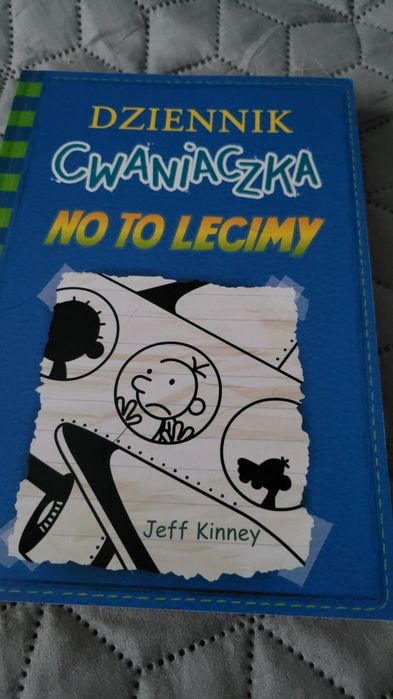 DZIENNIK
CWANIACZKA
NO TO LECIMY
Jeff Kinney